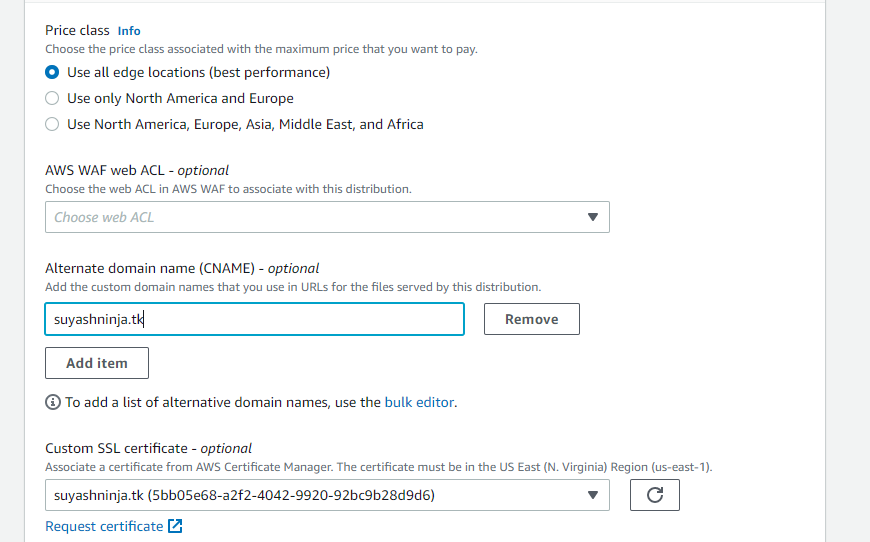 Price class Info
Choose the price class associated with the maximum price that you want to pay.
Use all edge locations (best performance)
Use only North America and Europe
Use North America, Europe, Asia, Middle East, and Africa
AWS WAF web ACL - optional
Choose the web ACL in AWS WAF to associate with this distribution.
Choose web ACL
Alternate domain name (CNAME) - optional
Add the custom domain names that you use in URLs for the files served by this distribution.
suyashninja.tk Remove
Add item
To add a list of alternative domain names, use the bulk editor.
Custom SSL certificate - optional
Associate a certificate from AWS Certificate Manager. The certificate must be in the US East (N. Virginia) Region (us-east-1).
suyashninja.tk (5bb05e68-a2f2-4042-9920-92bc9b28d9d6)
Request certificate